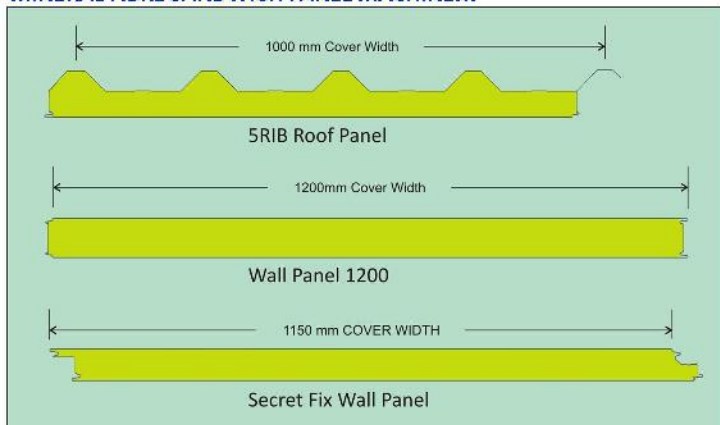 1000 mm Cover Width
5RIB Roof Panel
1200mm Cover Width
Wall Panel 1200
1150 mm COVER WIDTH
Secret Fix Wall Panel